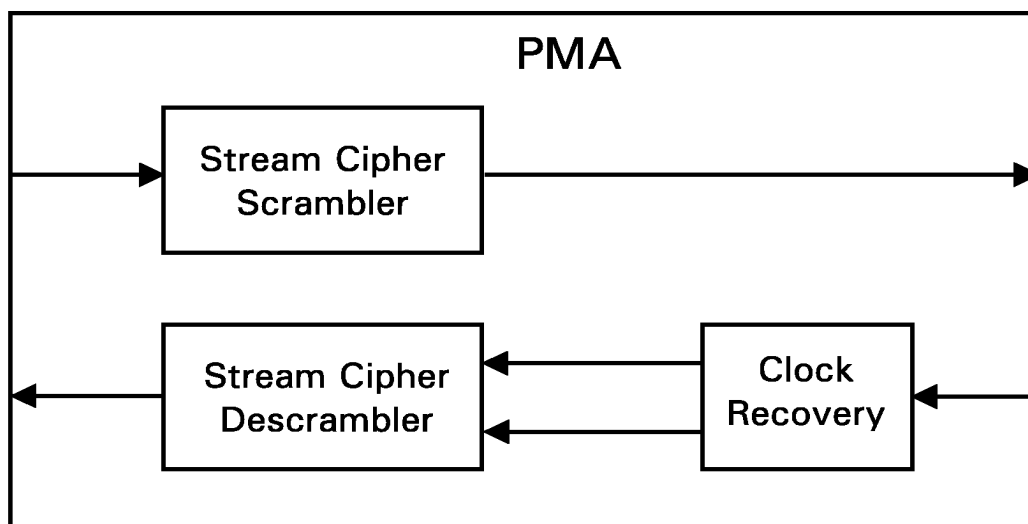 PMA
Stream Cipher
Scrambler
Stream Cipher
Descrambler
Clock
Recovery